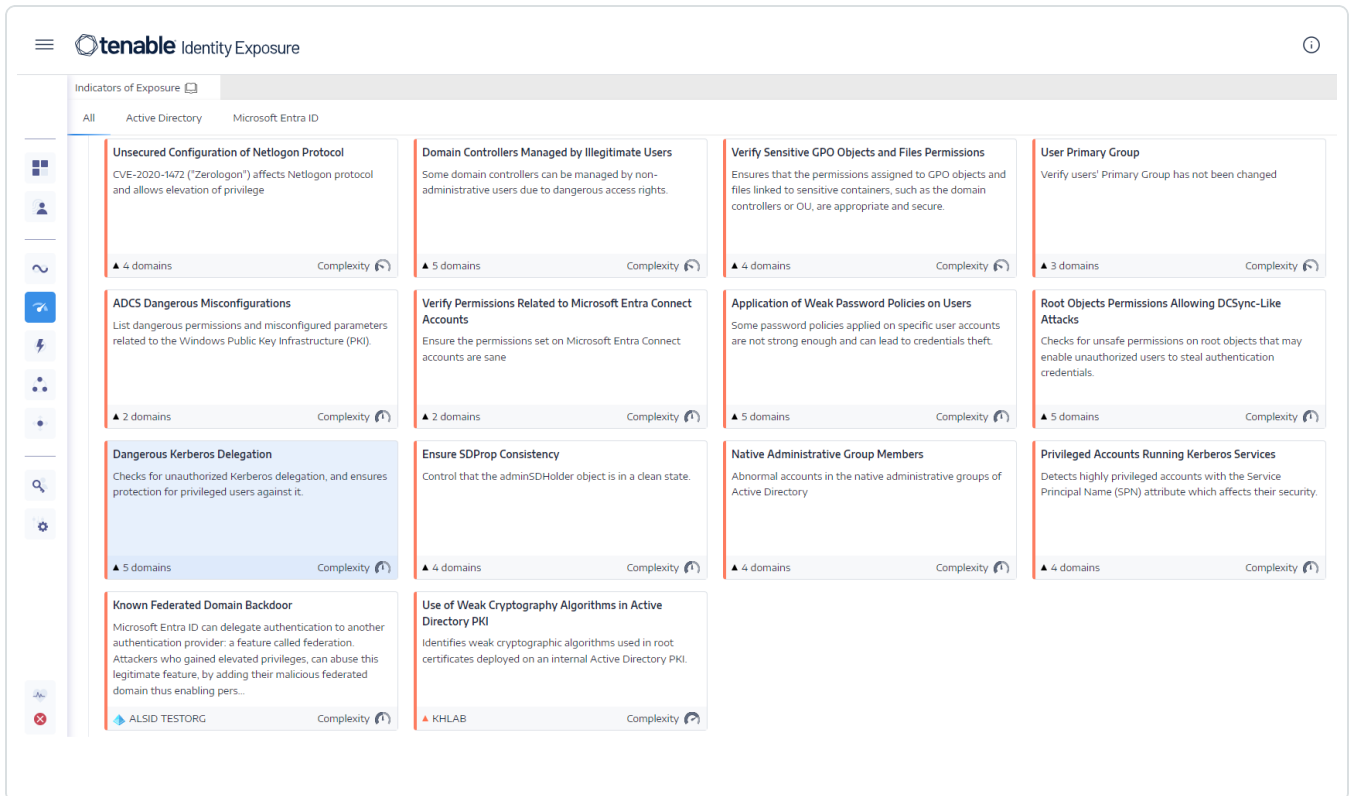 tenable Identity Exposure
Indicators of Exposure
All Active Directory Microsoft Entra ID
Unsecured Configuration of Netlogon Protocol
CVE-2020-1472 ("Zerologon") affects Netlogon protocol
and allows elevation of privilege
4 domains Complexity
Domain Controllers Managed by Illegitimate Users
Some domain controllers can be managed by non-
administrative users due to dangerous access rights.
5 domains Complexity
Verify Sensitive GPO Objects and Files Permissions
Ensures that the permissions assigned to GPO objects and
files linked to sensitive containers, such as the domain
controllers or OU, are appropriate and secure.
4 domains Complexity
User Primary Group
Verify users' Primary Group has not been changed
3 domains Complexity
ADCS Dangerous Misconfigurations
List dangerous permissions and misconfigured parameters
related to the Windows Public Key Infrastructure (PKI).
2 domains Complexity
Verify Permissions Related to Microsoft Entra Connect
Accounts
Ensure the permissions set on Microsoft Entra Connect
accounts are sane
2 domains Complexity
Application of Weak Password Policies on Users
Some password policies applied on specific user accounts
are not strong enough and can lead to credentials theft.
5 domains Complexity
Root Objects Permissions Allowing DCSync-Like
Attacks
Checks for unsafe permissions on root objects that may
enable unauthorized users to steal authentication
credentials.
5 domains Complexity
Dangerous Kerberos Delegation
Checks for unauthorized Kerberos delegation, and ensures
protection for privileged users against it.
5 domains Complexity
Ensure SDProp Consistency
Control that the adminSDHolder object is in a clean state.
4 domains Complexity
Native Administrative Group Members
Abnormal accounts in the native administrative groups of
Active Directory
4 domains Complexity
Privileged Accounts Running Kerberos Services
Detects highly privileged accounts with the Service
Principal Name (SPN) attribute which affects their security.
4 domains Complexity
Known Federated Domain Backdoor
Microsoft Entra ID can delegate authentication to another
authentication provider: a feature called federation.
Attackers who gained elevated privileges, can abuse this
legitimate feature, by adding their malicious federated
domain thus enabling pers...
ALSID TESTORG Complexity
Use of Weak Cryptography Algorithms in Active
Directory PKI
Identifies weak cryptographic algorithms used in root
certificates deployed on an internal Active Directory PKI.
KHLAB Complexity